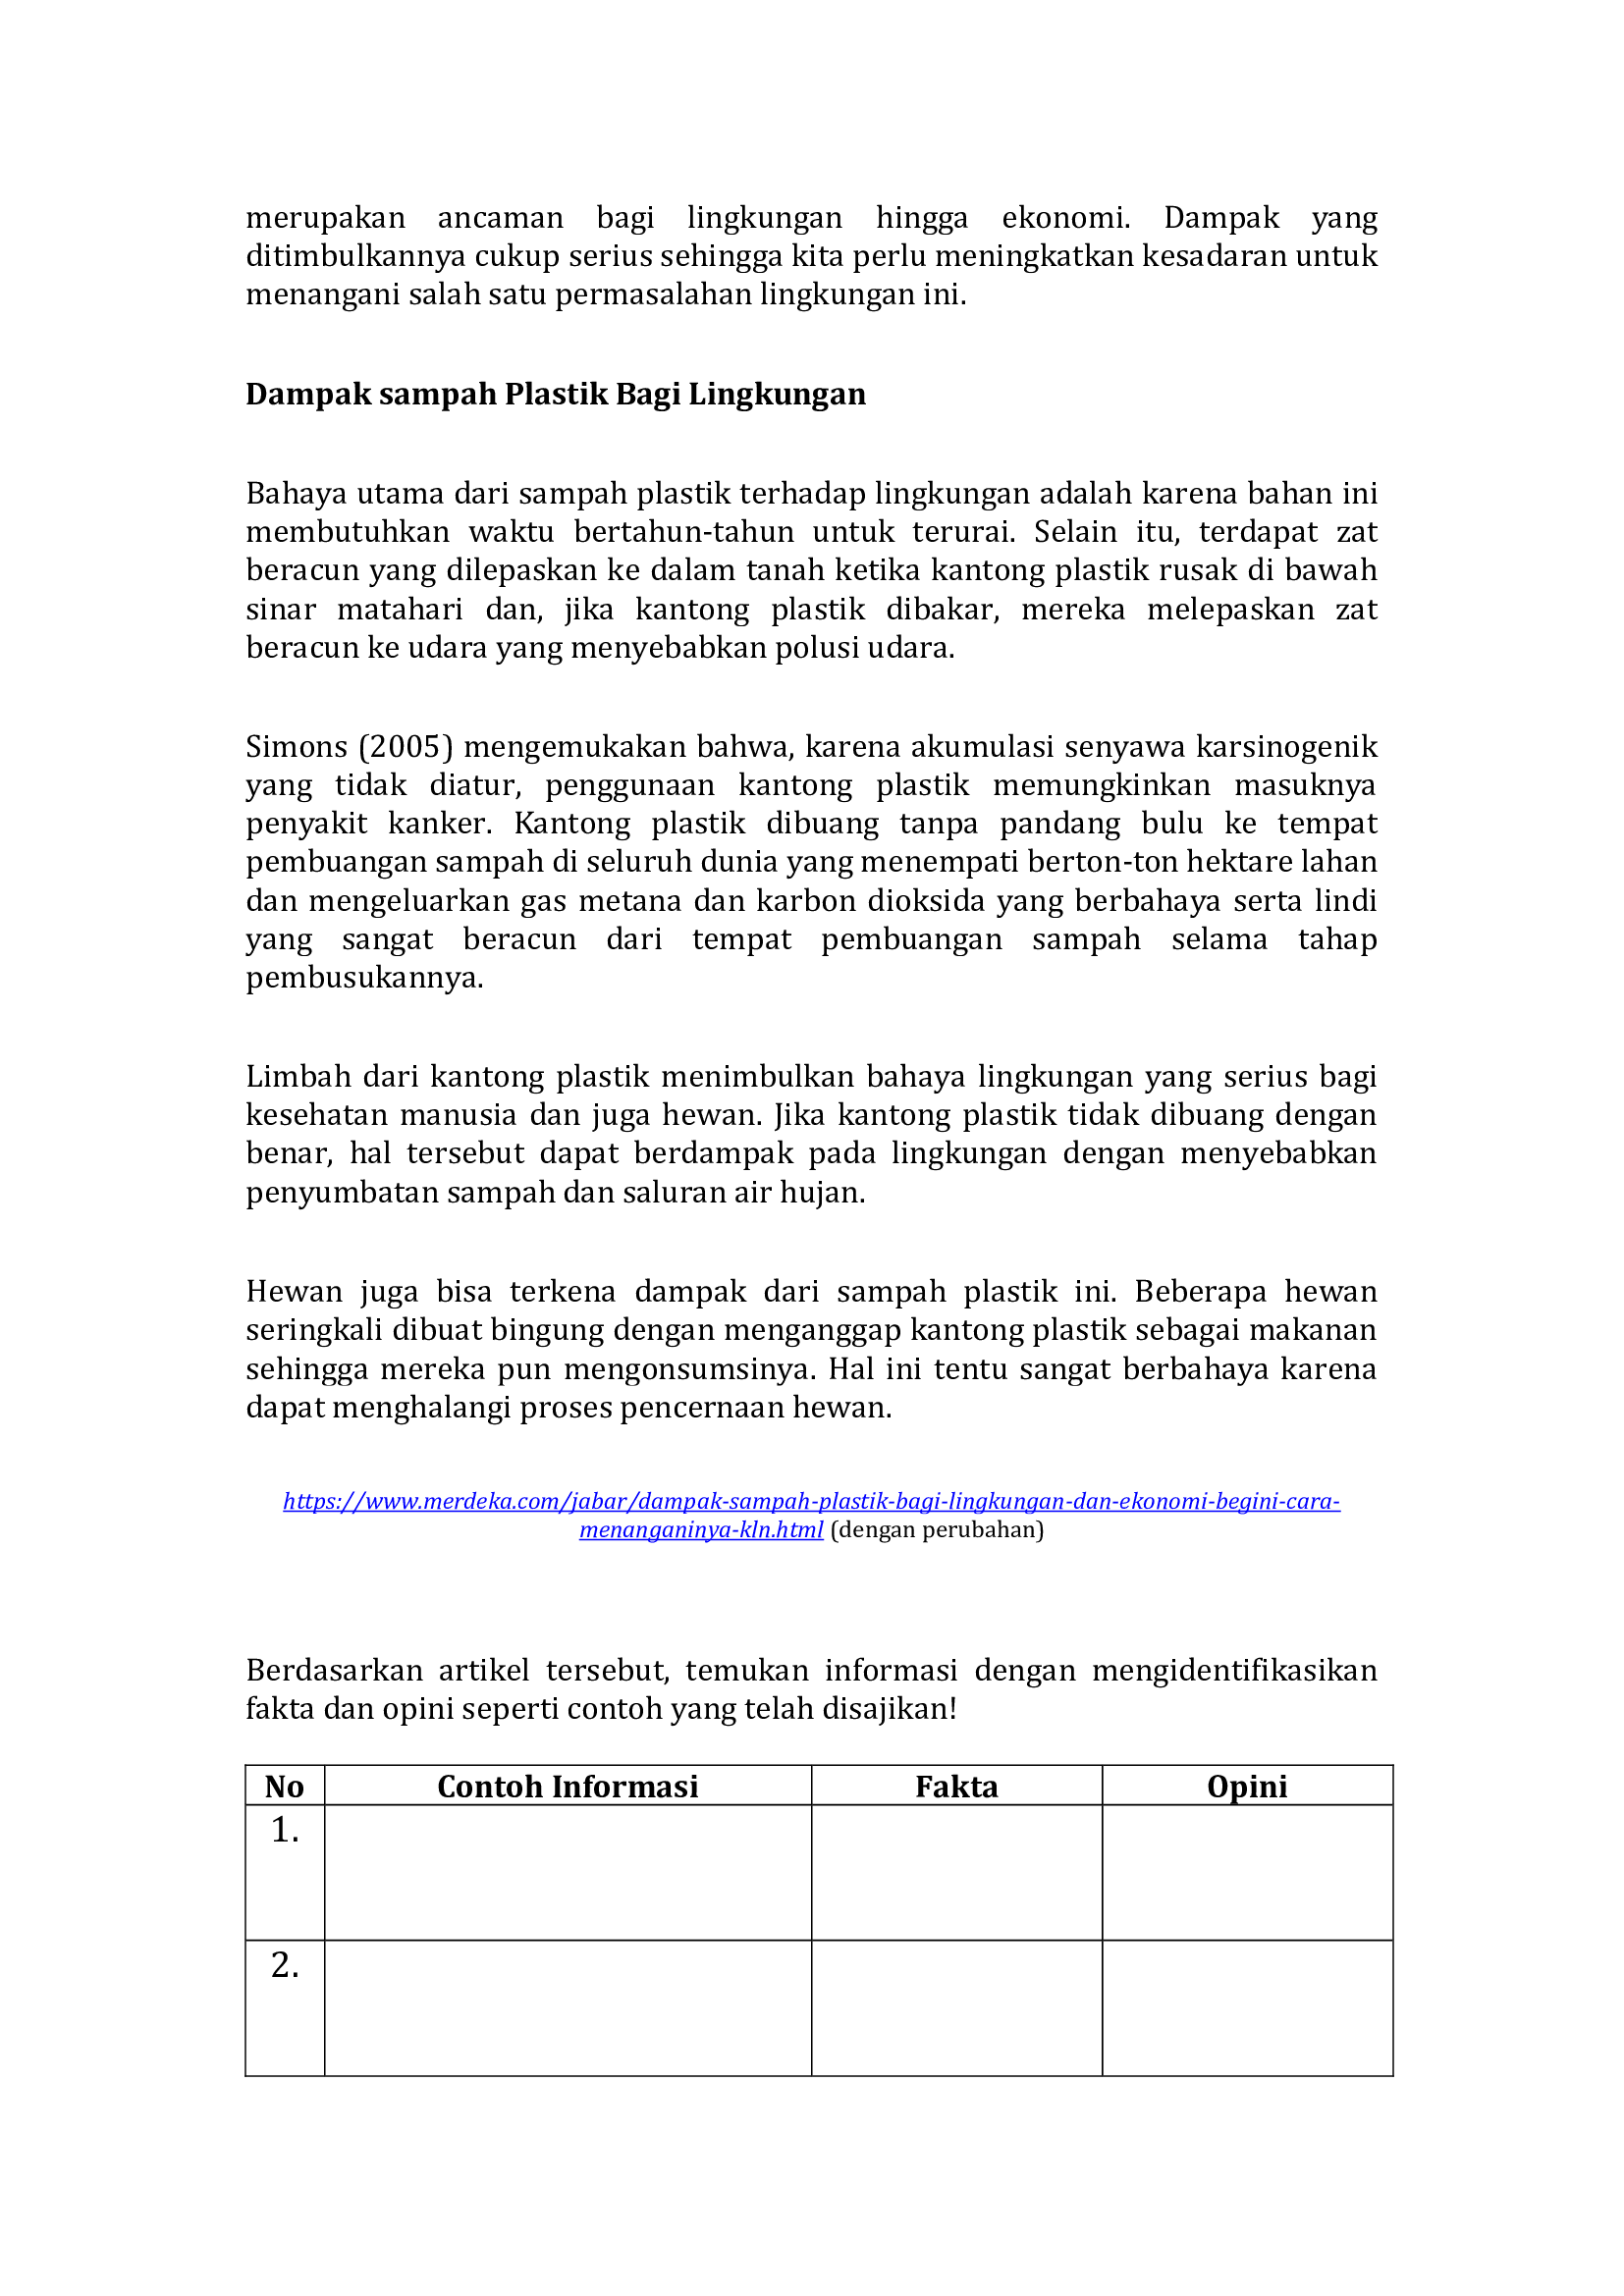 merupakan ancaman bagi lingkungan hingga ekonomi. Dampak yang
ditimbulkannya cukup serius sehingga kita perlu meningkatkan kesadaran untuk
menangani salah satu permasalahan lingkungan ini.
Dampak sampah Plastik Bagi Lingkungan
Bahaya utama dari sampah plastik terhadap lingkungan adalah karena bahan ini
membutuhkan waktu bertahun-tahun untuk terurai. Selain itu, terdapat zat
beracun yang dilepaskan ke dalam tanah ketika kantong plastik rusak di bawah
sinar matahari dan, jika kantong plastik dibakar, mereka melepaskan zat
beracun ke udara yang menyebabkan polusi udara.
Simons (2005) mengemukakan bahwa, karena akumulasi senyawa karsinogenik
yang tidak diatur, penggunaan kantong plastik memungkinkan masuknya
penyakit kanker. Kantong plastik dibuang tanpa pandang bulu ke tempat
pembuangan sampah di seluruh dunia yang menempati berton-ton hektare lahan
dan mengeluarkan gas metana dan karbon dioksida yang berbahaya serta lindi
yang sangat beracun dari tempat pembuangan sampah selama tahap
pembusukannya.
Limbah dari kantong plastik menimbulkan bahaya lingkungan yang serius bagi
kesehatan manusia dan juga hewan. Jika kantong plastik tidak dibuang dengan
benar, hal tersebut dapat berdampak pada lingkungan dengan menyebabkan
penyumbatan sampah dan saluran air hujan.
Hewan juga bisa terkena dampak dari sampah plastik ini. Beberapa hewan
seringkali dibuat bingung dengan menganggap kantong plastik sebagai makanan
sehingga mereka pun mengonsumsinya. Hal ini tentu sangat berbahaya karena
dapat menghalangi proses pencernaan hewan.
https://www.merdeka.com/jabar/dampak-sampah-plastik-bagi-lingkungan-dan-ekonomi-begini-cara-
menanganinya-kln.html (dengan perubahan)
Berdasarkan artikel tersebut, temukan informasi dengan mengidentifikasikan
fakta dan opini seperti contoh yang telah disajikan!
No Contoh Informasi Fakta Opini
1.
2.